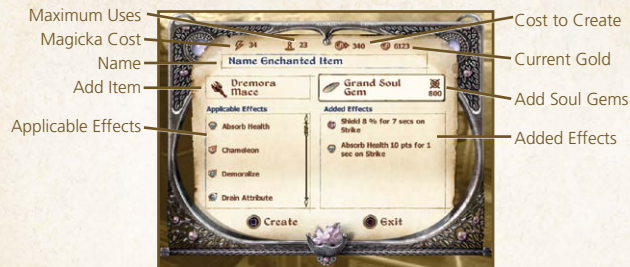 Maximum Uses
Magicka Cost
Name
Add Item
Applicable Effects
34
23
340
6123
Name Enchanted Item
Dremora
Mace
Grand Soul
Gem
800
Applicable Effects
Absorb Health
Chameleon
Demoralize
Drain Attribute
Added Effects
Shield 8 % for 7 secs on
Strike
Absorb Health 10 pts for 1
sec on Strike
Create
Exit
Cost to Create
Current Gold
Add Soul Gems
Added Effects